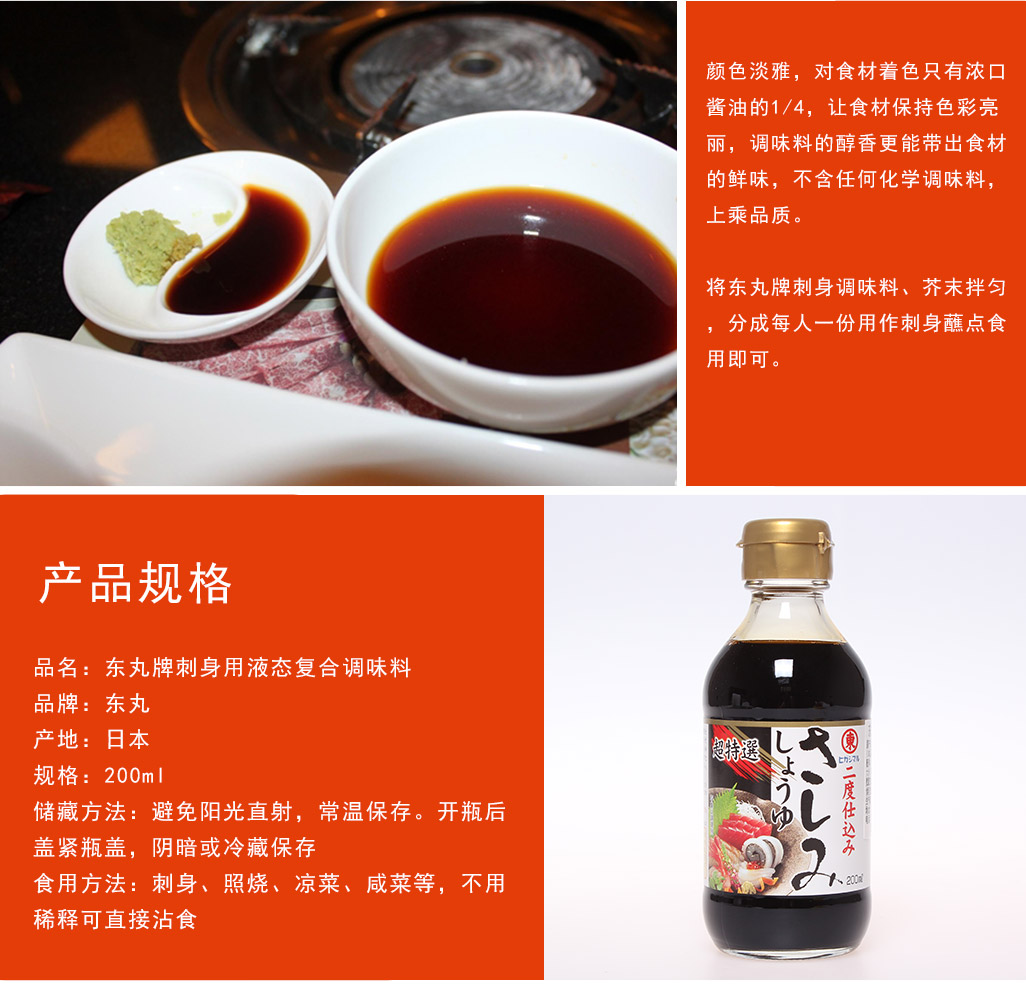 颜色淡雅，对食材着色只有浓口
酱油的1/4，让食材保持色彩亮
丽，调味料的醇香更能带出食材
的鲜味，不含任何化学调味料，
上乘品质。
将东丸牌刺身调味料、芥末拌匀
，分成每人一份用作刺身蘸点食
用即可。
产品规格
品名：东丸牌刺身用液态复合调味料
品牌：东丸
产地：日本
规格：200ml
储藏方法：避免阳光直射，常温保存。开瓶后
盖紧瓶盖，阴暗或冷藏保存
食用方法：刺身、照烧、凉菜、咸菜等，不用
稀释可直接沾食
東
ヒガシマル
二度仕込み
さしみ
しょうゆ
超特選
200ml